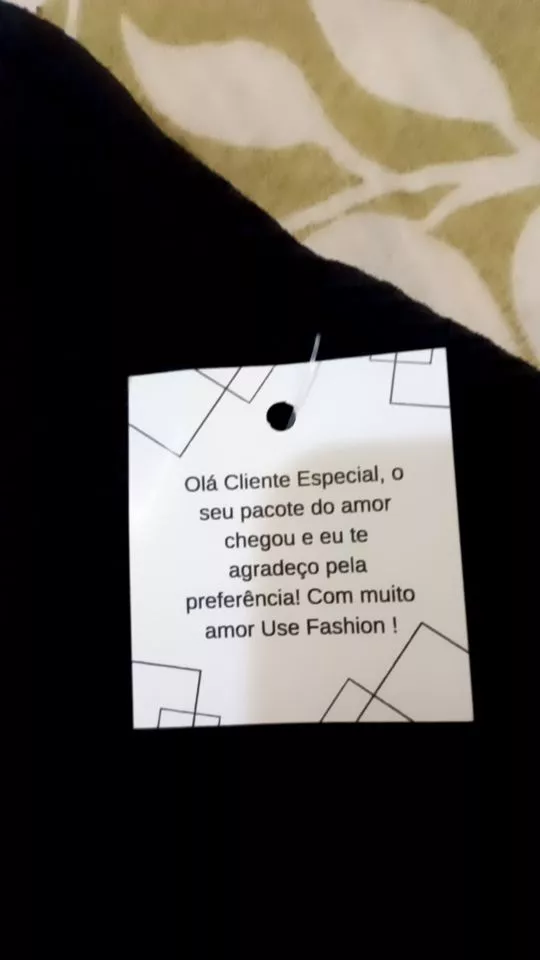 Olá Cliente Especial, o
seu pacote do amor
chegou e eu te
agradeço pela
preferência! Com muito
amor Use Fashion !